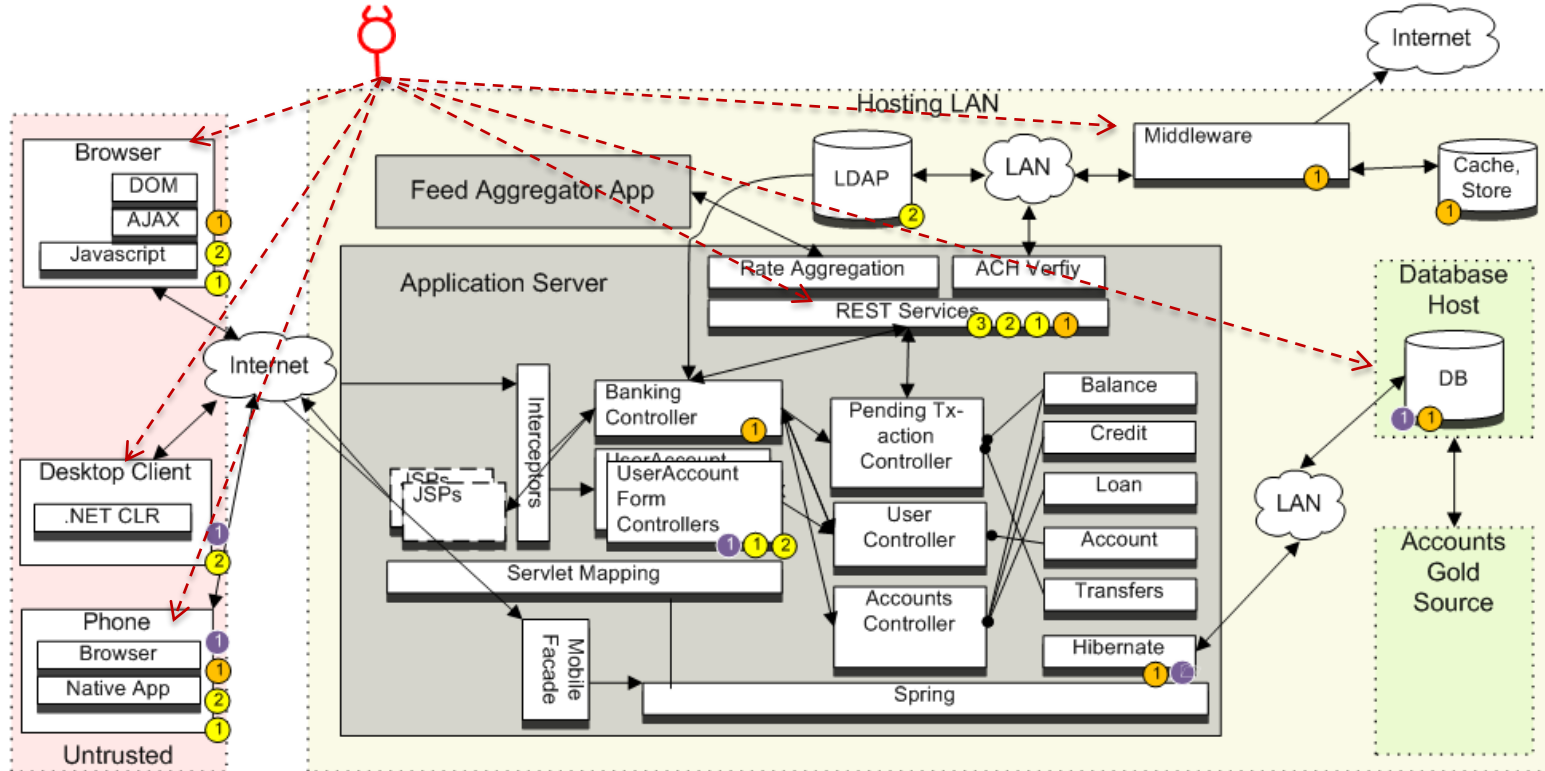 Internet
Hosting LAN
Browser
DOM
AJAX
1
Javascript
2
1
Feed Aggregator App
LDAP
2
LAN
Middleware
1
Cache,
Store
1
Application Server
Rate Aggregation
ACH Verfiy
REST Services
3
2
1
1
Database
Host
DB
1
1
Internet
Interceptors
Banking
Controller
1
JSPs
JSPs
UserAccount
UserAccount
Form
Controllers
1
1
2
Servlet Mapping
Pending Tx-
action
Controller
User
Controller
Accounts
Controller
Balance
Credit
Loan
Account
Transfers
Hibernate
1
2
LAN
Accounts
Gold
Source
Desktop Client
.NET CLR
1
2
Phone
1
Browser
1
Native App
2
1
Untrusted
Mobile
Facade
Spring